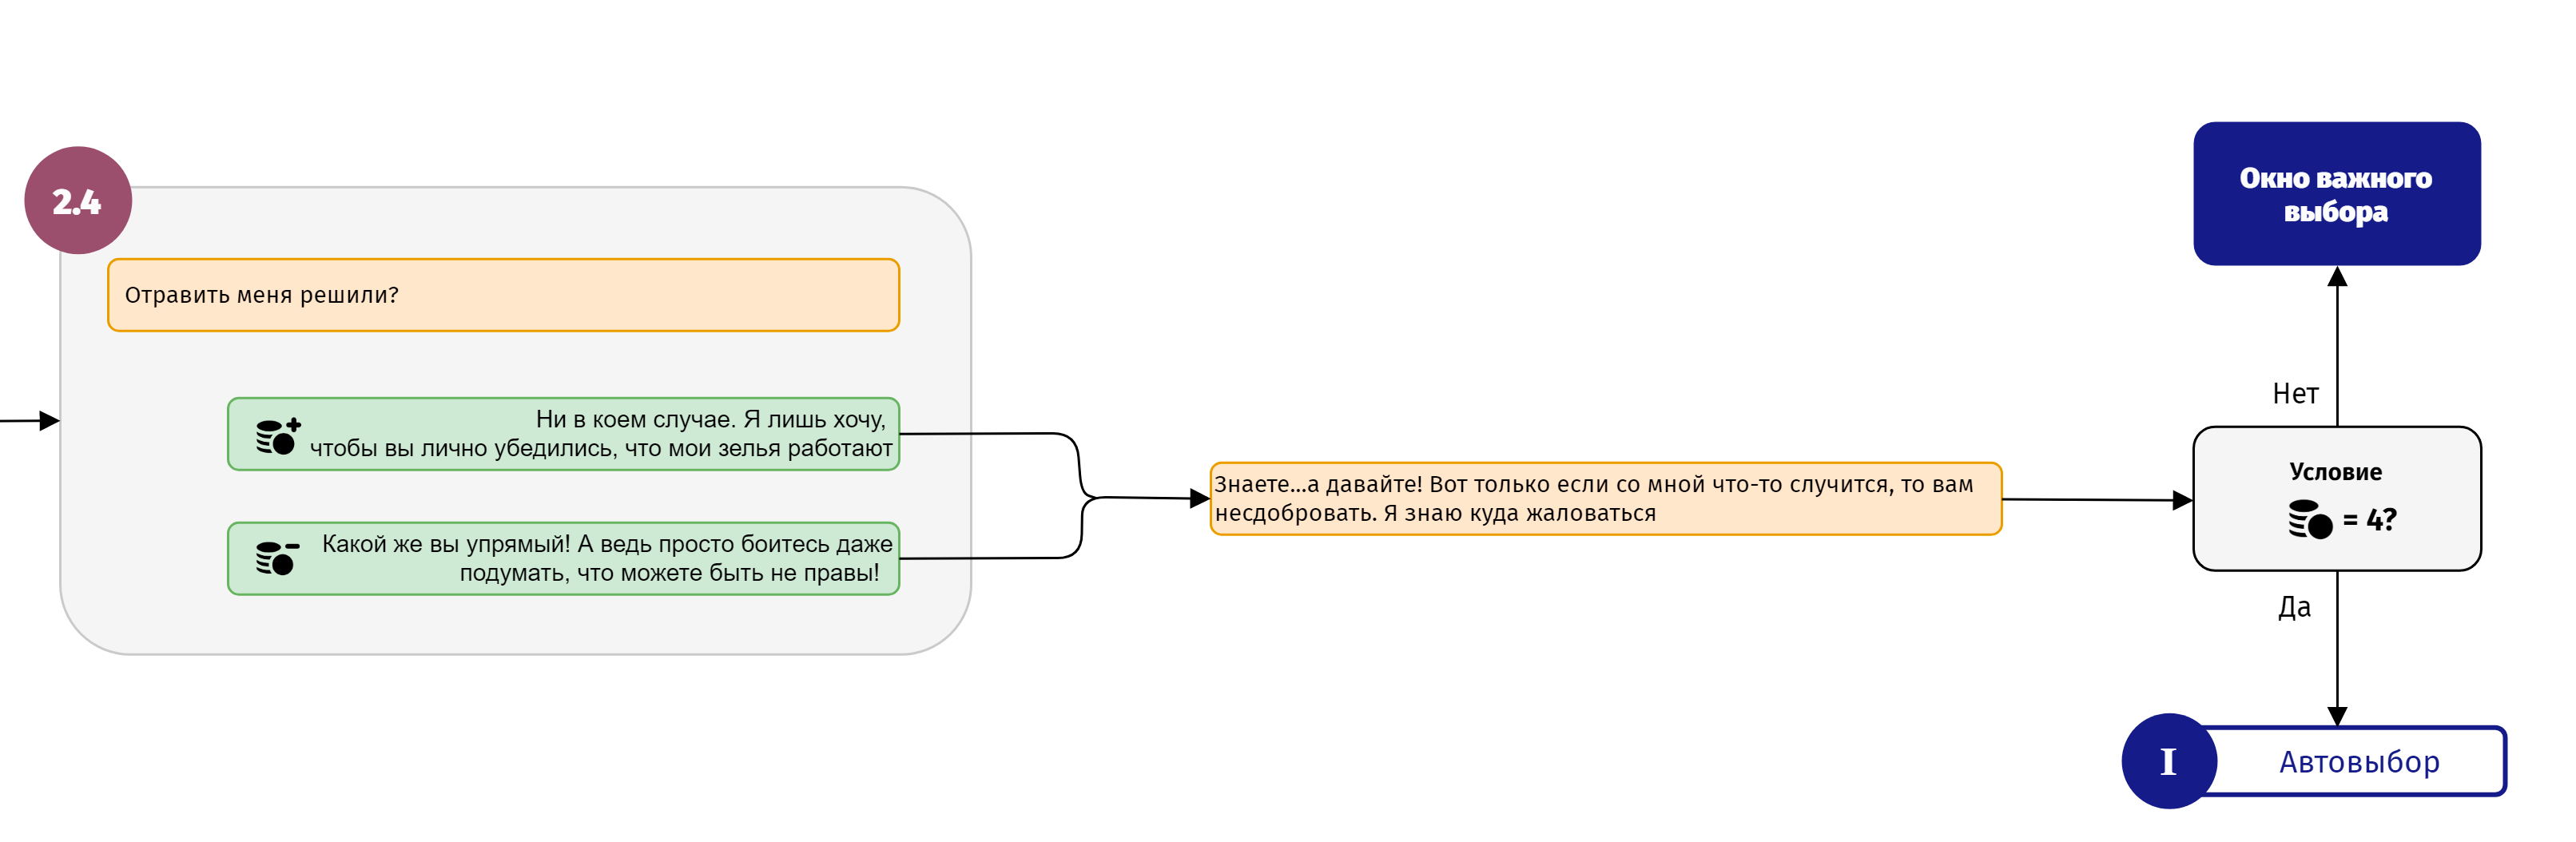 2.4
Отравить меня решили?
Ни в коем случае. Я лишь хочу,
чтобы вы лично убедились, что мои зелья работают
Какой же вы упрямый! А ведь просто боитесь даже
подумать, что можете быть не правы!
Знаете...а давайте! Вот только если со мной что-то случится, то вам
несдобровать. Я знаю куда жаловаться
Окно важного
выбора
Нет
Условие
= 4?
Да
I
Автовыбор